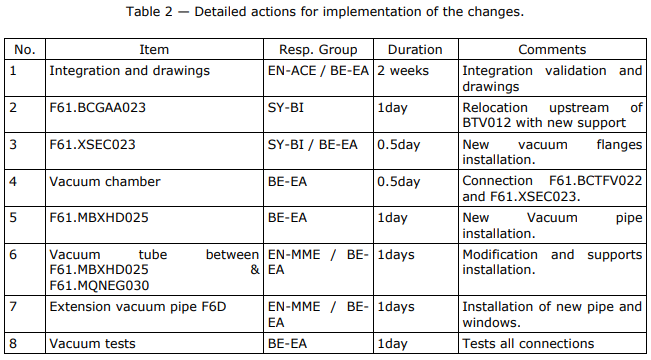 Table 2 — Detailed actions for implementation of the changes.
No. Item Resp. Group Duration Comments
1 Integration and drawings EN-ACE / BE-EA 2 weeks Integration validation and
drawings
2 F61.BCGAA023 SY-BI 1day Relocation upstream of
BTV012 with new support
3 F61.XSEC023 SY-BI / BE-EA 0.5day New vacuum flanges
installation.
4 Vacuum chamber BE-EA 0.5day Connection F61.BCTFV022
and F61.XSEC023.
5 F61.MBXHD025 BE-EA 1day New Vacuum pipe
installation.
6 Vacuum tube between EN-MME / BE- 1days Modification and supports
F61.MBXHD025 & EA installation.
F61.MQNEG030
7 Extension vacuum pipe F6D EN-MME / BE- 1days Installation of new pipe and
EA windows.
8 Vacuum tests BE-EA 1day Tests all connections